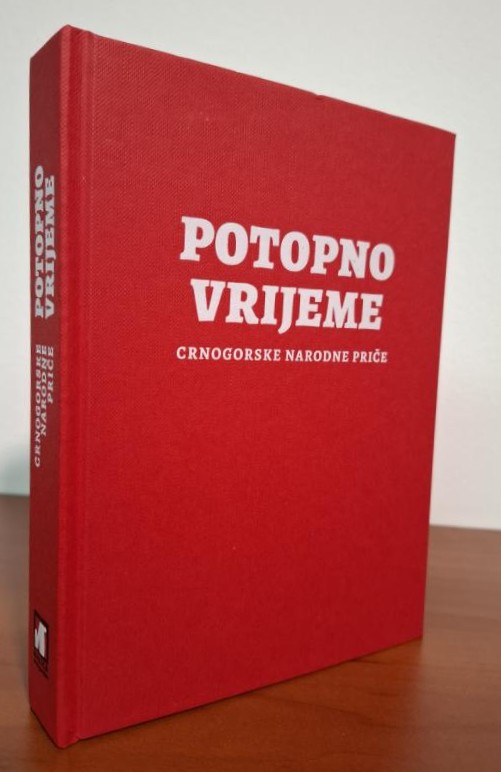 POTOPNO
VRIJEME
CRNOGORSKE NARODNE PRIČE
POTOPNO
VRIJEME
CRNOGORSKE
NARODNE
PRIČE